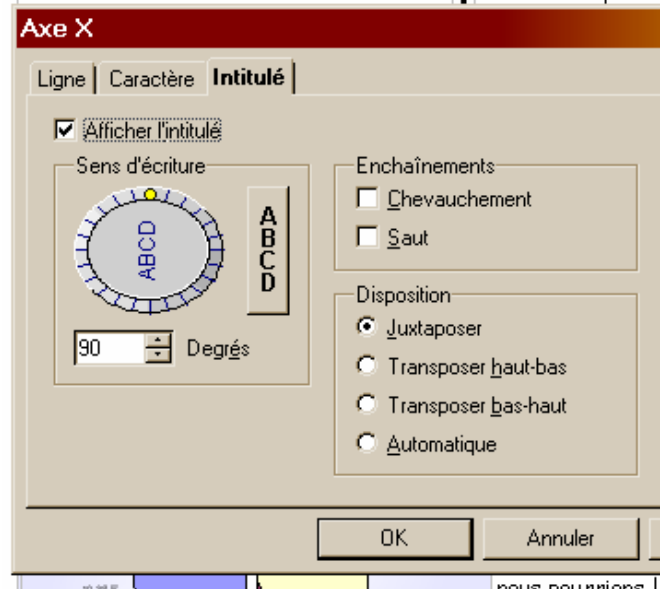 Axe X
Ligne Caractère Intitulé
Afficher l'intitulé
Sens d'écriture
ABCD
A
B
C
D
90 Degrés
Enchaînements
Chevauchement
Saut
Disposition
Juxtaposer
Transposer haut-bas
Transposer bas-haut
Automatique
OK Annuler
nous pourrions